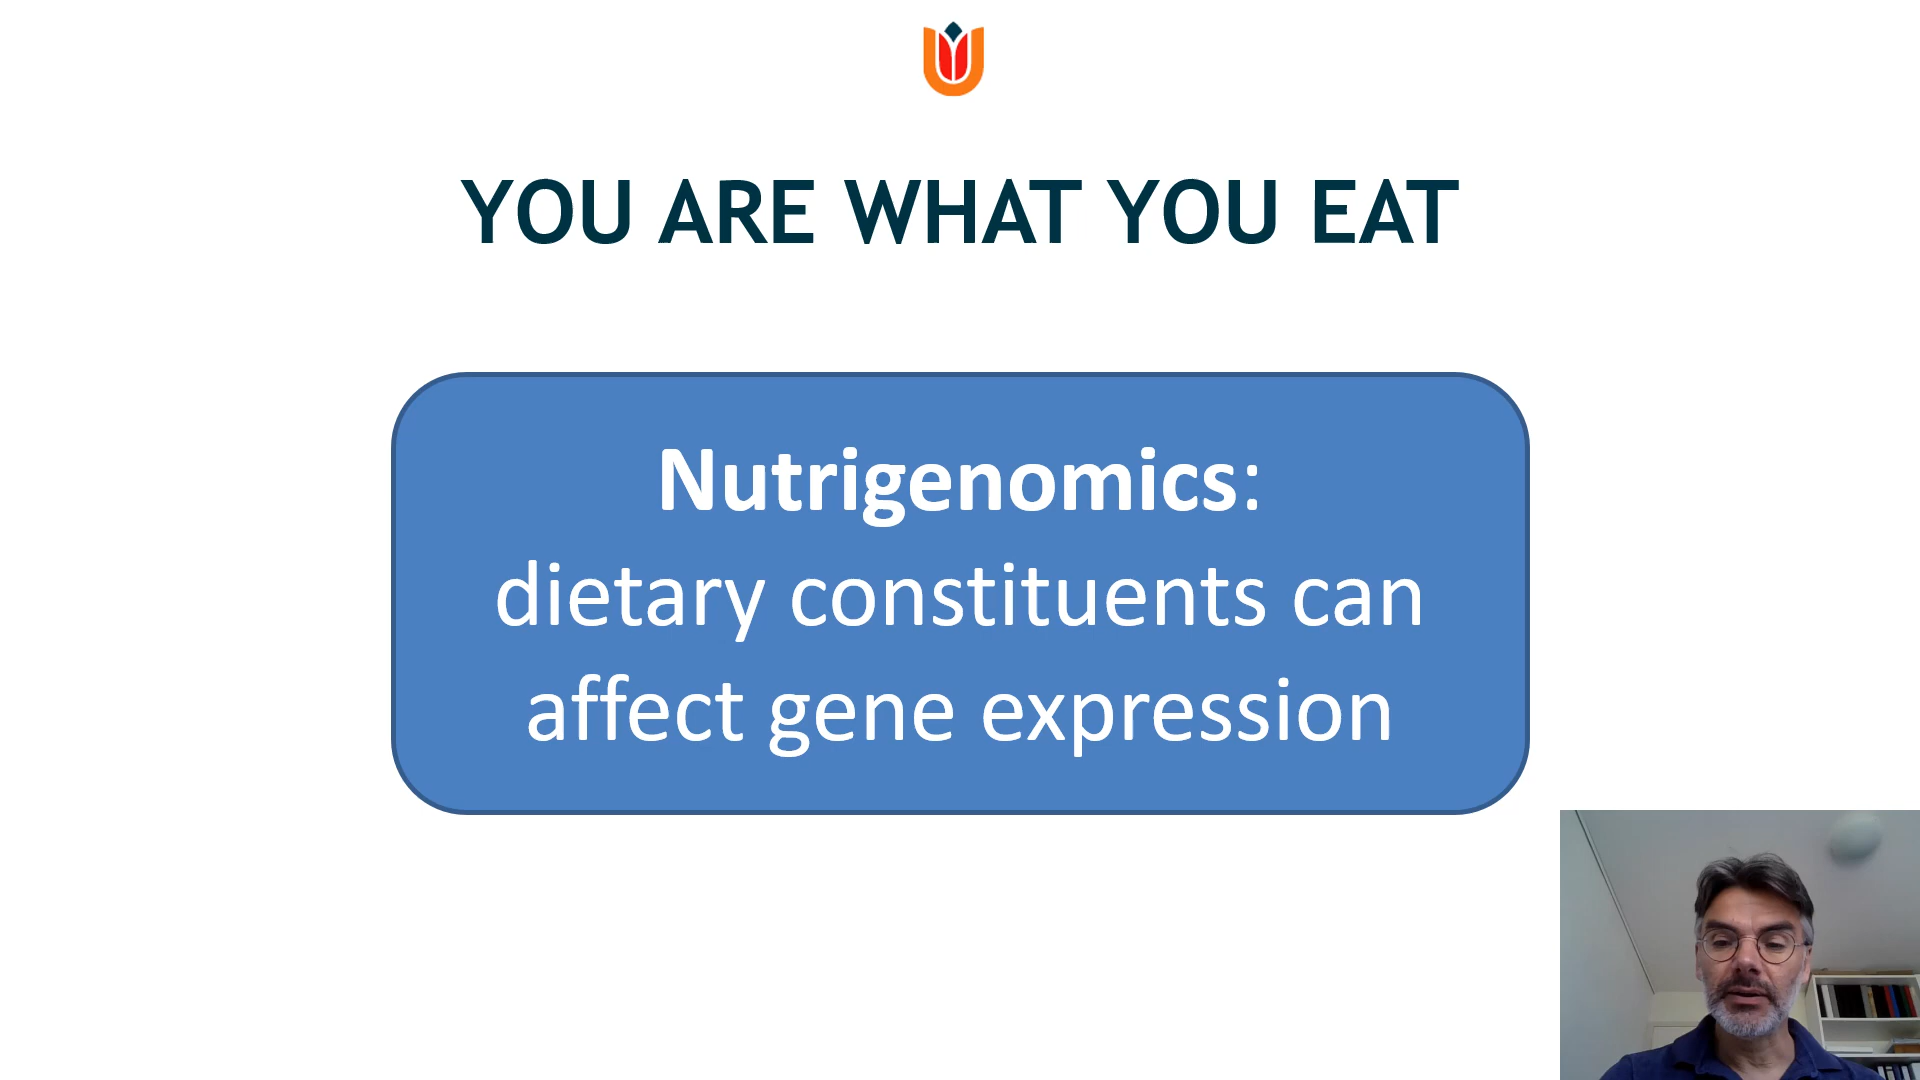 YOU ARE WHAT YOU EAT
Nutrigenomics:
dietary constituents can
affect gene expression